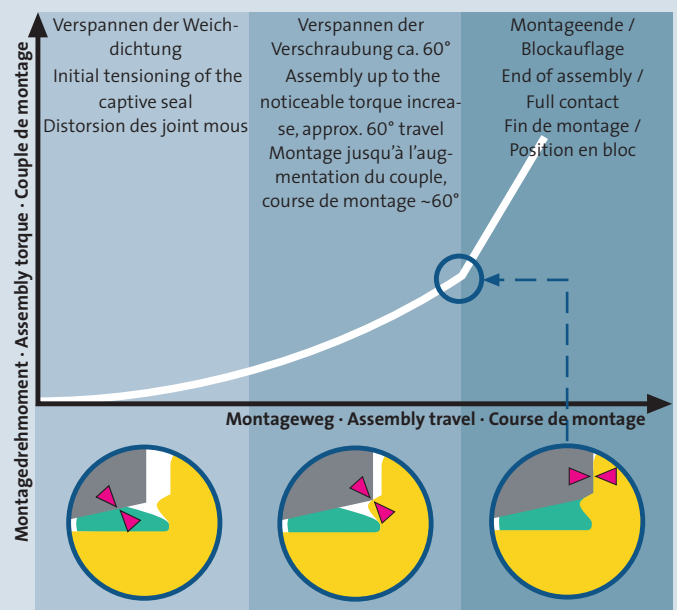 Verspannen der Weich-
dichtung
Initial tensioning of the
captive seal
Distorsion des joint mous
Verspannen der
Verschraubung ca. 60°
Assembly up to the
noticeable torque increa-
se, approx. 60° travel
Montage jusqu'à l'aug-
mentation du couple,
course de montage ~60°
Montageende /
Blockauflage
End of assembly /
Full contact
Fin de montage /
Position en bloc
Montagedrehmoment · Assembly torque · Couple de montage
Montageweg · Assembly travel · Course de montage